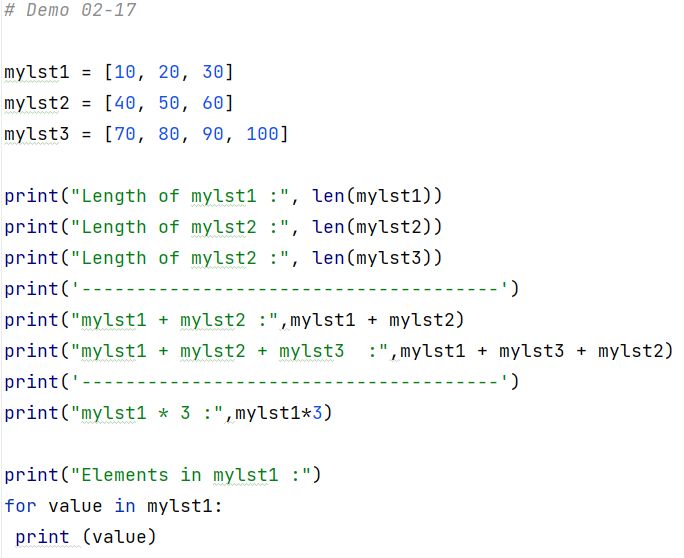 # Demo 02-17
mylst1 = [10, 20, 30]
mylst2 = [40, 50, 60]
mylst3 = [70, 80, 90, 100]
print("Length of mylst1 :", len(mylst1))
print("Length of mylst2 :", len(mylst2))
print("Length of mylst2 :", len(mylst3))
print('--------------------------------------')
print("mylst1 + mylst2 :",mylst1 + mylst2)
print("mylst1 + mylst2 + mylst3  :",mylst1 + mylst3 + mylst2)
print('--------------------------------------')
print("mylst1 * 3 :",mylst1*3)
print("Elements in mylst1 :")
for value in mylst1:
 print (value)